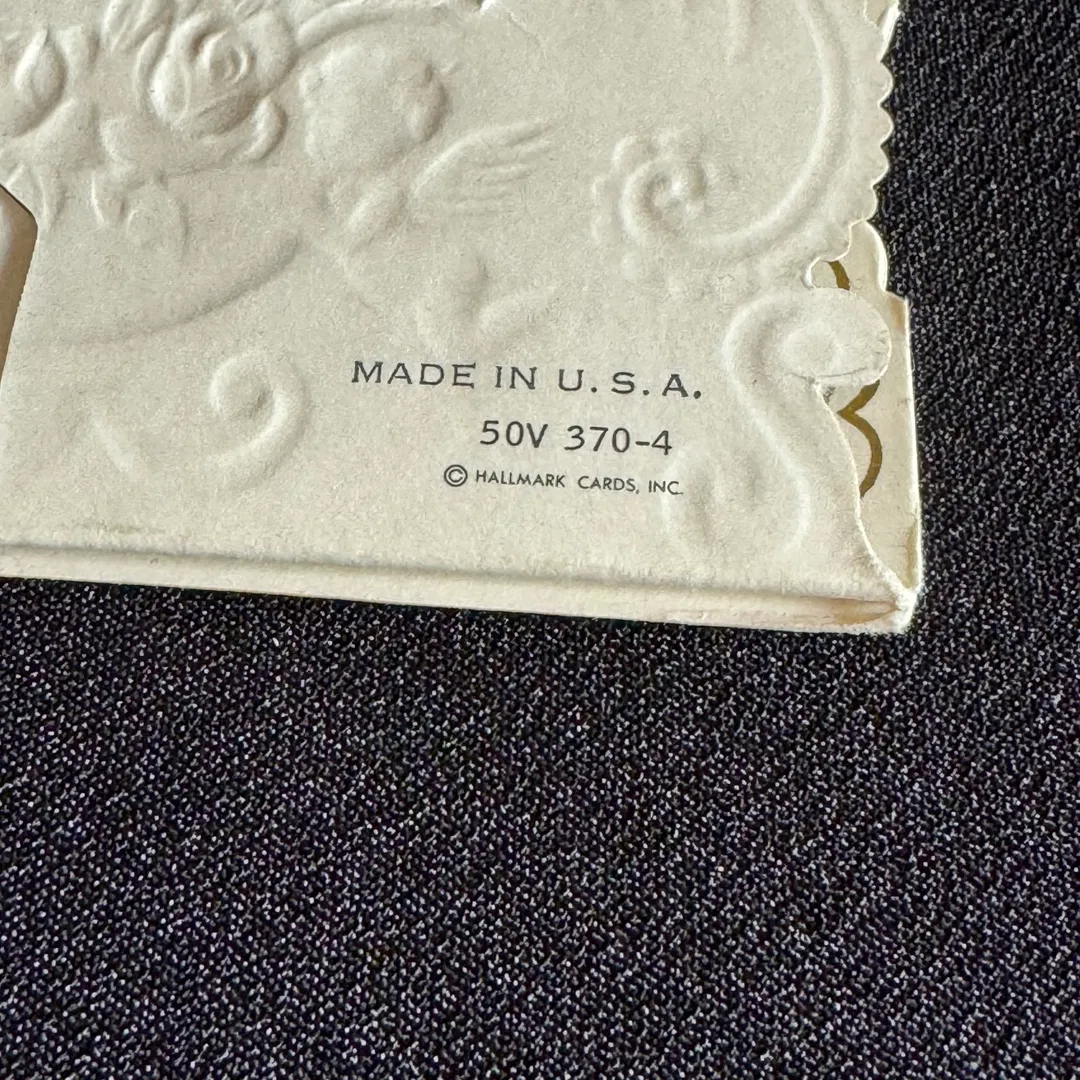 MADE IN U. S. A.
50V 370-4
© HALLMARK CARDS, INC.